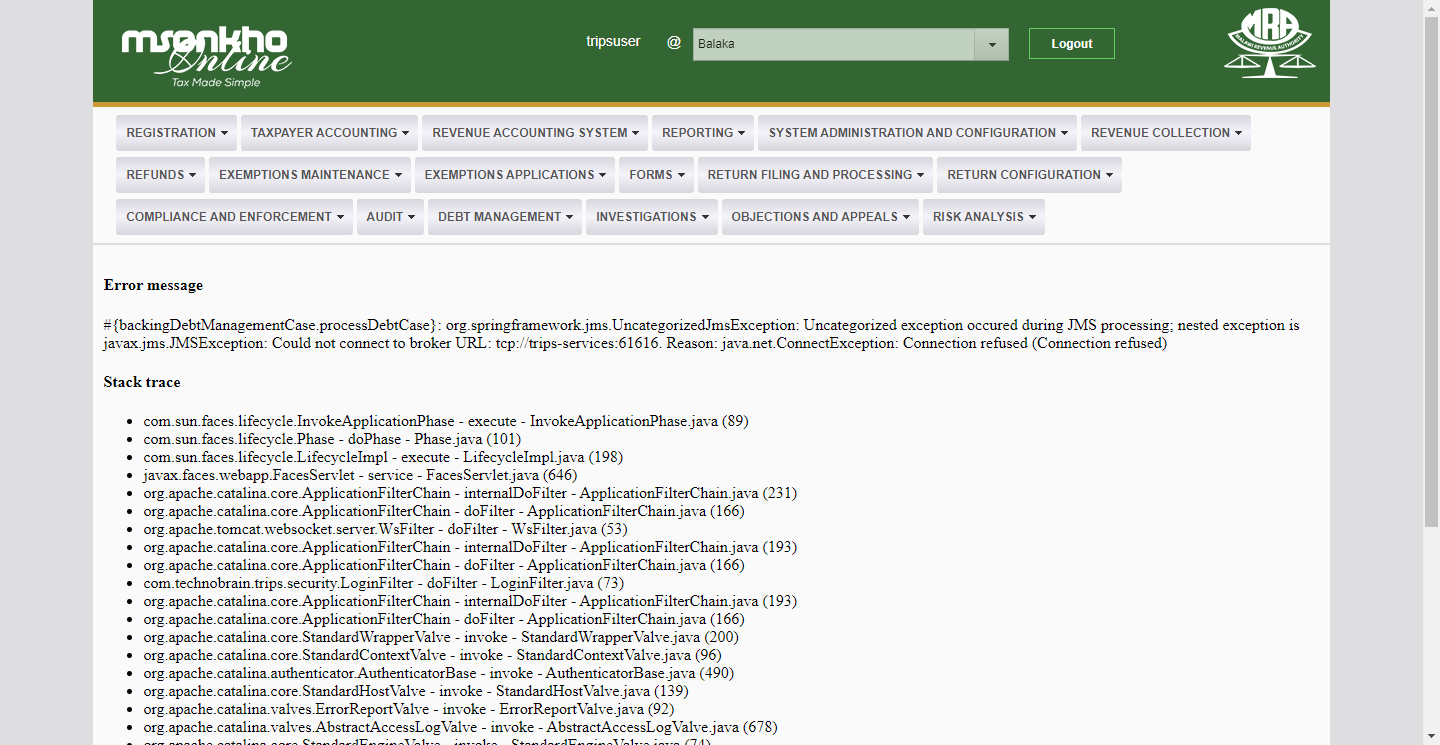 msonkho
Online
Tax Made Simple
tripsuser @ Balaka Logout
MRA
MALAWI REVENUE AUTHORITY
REGISTRATION TAXPAYER ACCOUNTING REVENUE ACCOUNTING SYSTEM REPORTING SYSTEM ADMINISTRATION AND CONFIGURATION REVENUE COLLECTION
REFUNDS EXEMPTIONS MAINTENANCE EXEMPTIONS APPLICATIONS FORMS RETURN FILING AND PROCESSING RETURN CONFIGURATION
COMPLIANCE AND ENFORCEMENT AUDIT DEBT MANAGEMENT INVESTIGATIONS OBJECTIONS AND APPEALS RISK ANALYSIS
Error message
#{backingDebtManagementCase.processDebtCase}: org.springframework.jms.UncategorizedJmsException: Uncategorized exception occured during JMS processing; nested exception is
javax.jms.JMSException: Could not connect to broker URL: tcp://trips-services:61616. Reason: java.net.ConnectException: Connection refused (Connection refused)
Stack trace
• com.sun.faces.lifecycle.InvokeApplicationPhase - execute - InvokeApplicationPhase.java (89)
• com.sun.faces.lifecycle.Phase - doPhase - Phase.java (101)
• com.sun.faces.lifecycle.LifecycleImpl - execute - LifecycleImpl.java (198)
• javax.faces.webapp.FacesServlet - service - FacesServlet.java (646)
• org.apache.catalina.core.ApplicationFilterChain - internalDoFilter - ApplicationFilterChain.java (231)
• org.apache.catalina.core.ApplicationFilterChain - doFilter - ApplicationFilterChain.java (166)
• org.apache.tomcat.websocket.server.WsFilter - doFilter - WsFilter.java (53)
• org.apache.catalina.core.ApplicationFilterChain - internalDoFilter - ApplicationFilterChain.java (193)
• org.apache.catalina.core.ApplicationFilterChain - doFilter - ApplicationFilterChain.java (166)
• com.technobrain.trips.security.LoginFilter - doFilter - LoginFilter.java (73)
• org.apache.catalina.core.ApplicationFilterChain - internalDoFilter - ApplicationFilterChain.java (193)
• org.apache.catalina.core.ApplicationFilterChain - doFilter - ApplicationFilterChain.java (166)
• org.apache.catalina.core.StandardWrapperValve - invoke - StandardWrapperValve.java (200)
• org.apache.catalina.core.StandardContextValve - invoke - StandardContextValve.java (96)
• org.apache.catalina.authenticator.AuthenticatorBase - invoke - AuthenticatorBase.java (490)
• org.apache.catalina.core.StandardHostValve - invoke - StandardHostValve.java (139)
• org.apache.catalina.valves.ErrorReportValve - invoke - ErrorReportValve.java (92)
• org.apache.catalina.valves.AbstractAccessLogValve - invoke - AbstractAccessLogValve.java (678)
• org.apache.catalina.core.StandardEngineValve - invoke - StandardEngineValve.java (74)